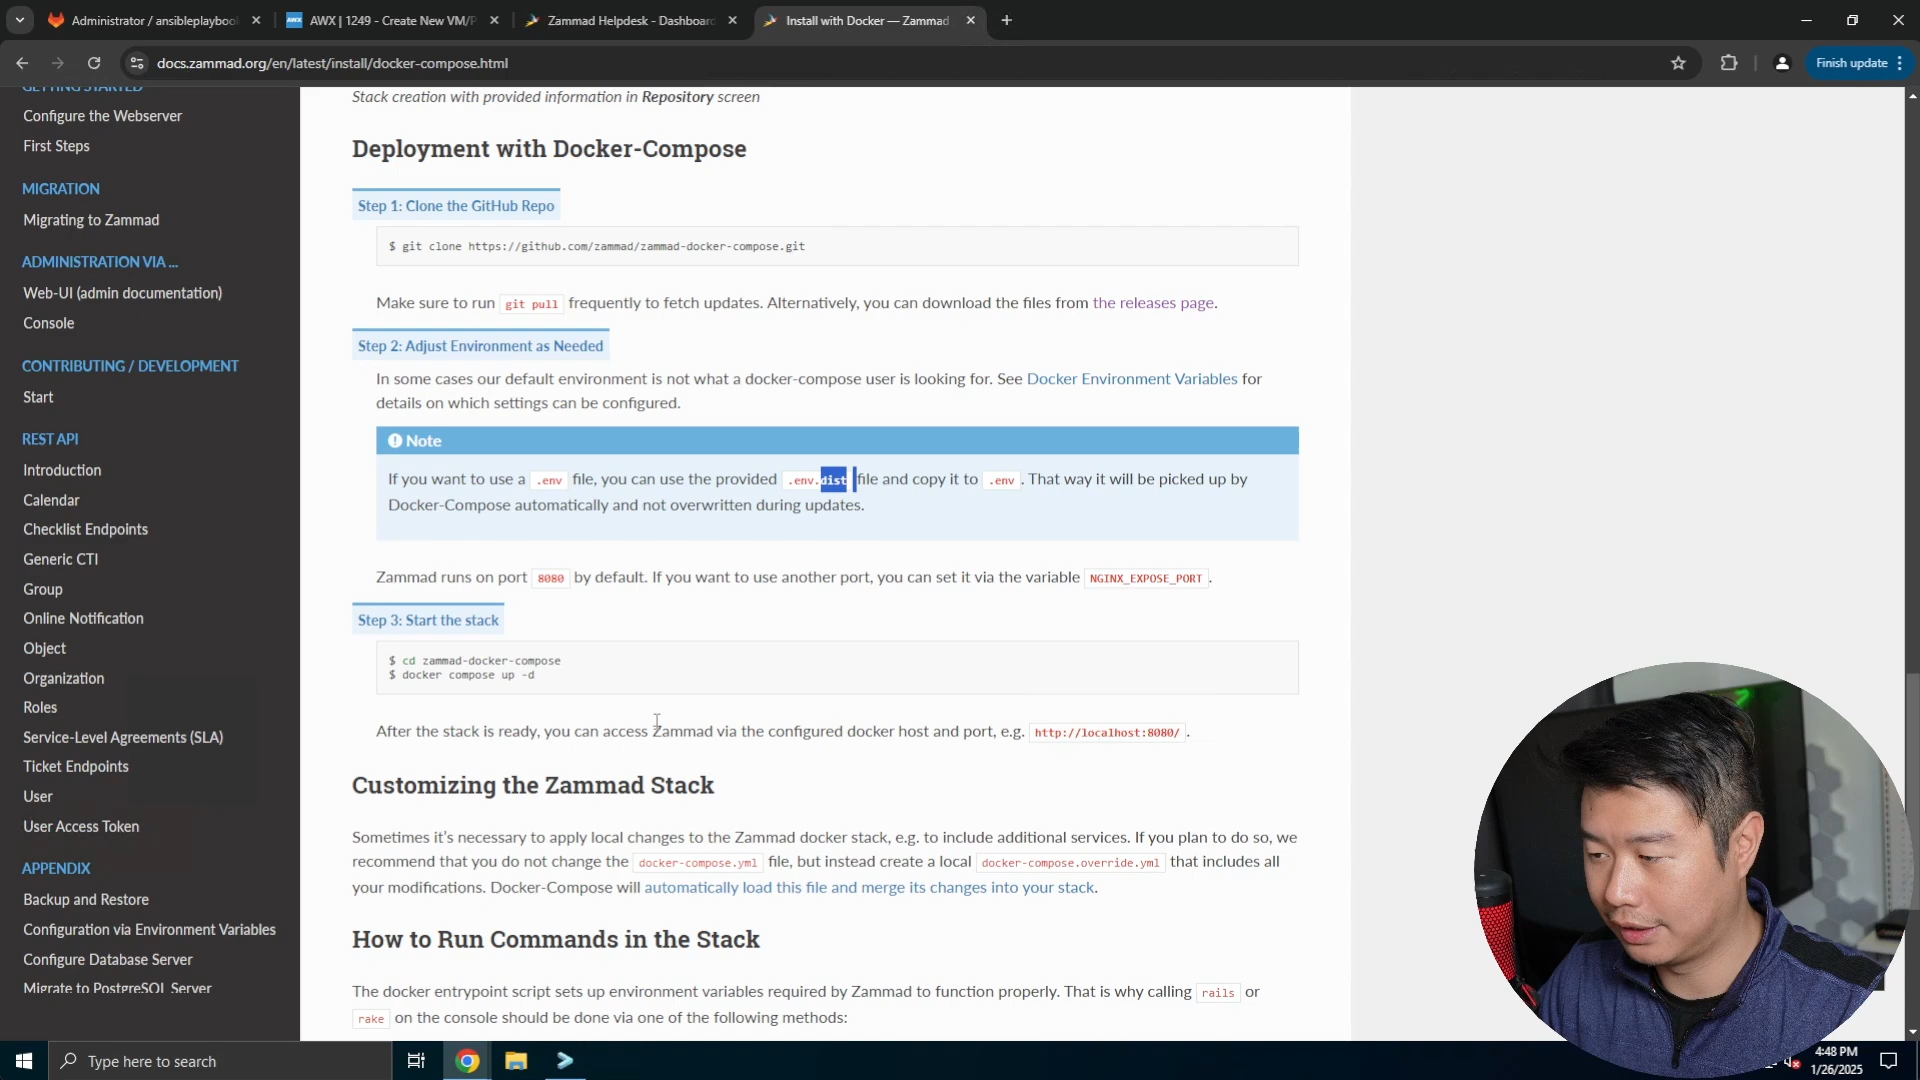 Administrator / ansibleplaybook
AWX | 1249 - Create New VM/P
Zammad Helpdesk - Dashboard
Install with Docker — Zammad
docs.zammad.org/en/latest/install/docker-compose.html
Finish update
GETTING STARTED
Configure the Webserver
First Steps
MIGRATION
Migrating to Zammad
ADMINISTRATION VIA ...
Web-UI (admin documentation)
Console
CONTRIBUTING / DEVELOPMENT
Start
REST API
Introduction
Calendar
Checklist Endpoints
Generic CTI
Group
Online Notification
Object
Organization
Roles
Service-Level Agreements (SLA)
Ticket Endpoints
User
User Access Token
APPENDIX
Backup and Restore
Configuration via Environment Variables
Configure Database Server
Migrate to PostgreSQL Server
Stack creation with provided information in Repository screen
Deployment with Docker-Compose
Step 1: Clone the GitHub Repo
$ git clone https://github.com/zammad/zammad-docker-compose.git
Make sure to run git pull frequently to fetch updates. Alternatively, you can download the files from the releases page.
Step 2: Adjust Environment as Needed
In some cases our default environment is not what a docker-compose user is looking for. See Docker Environment Variables for
details on which settings can be configured.
Note
If you want to use a .env file, you can use the provided .env.dist file and copy it to .env . That way it will be picked up by
Docker-Compose automatically and not overwritten during updates.
Zammad runs on port 8080 by default. If you want to use another port, you can set it via the variable NGINX_EXPOSE_PORT .
Step 3: Start the stack
$ cd zammad-docker-compose
$ docker compose up -d
After the stack is ready, you can access Zammad via the configured docker host and port, e.g. http://localhost:8080/ .
Customizing the Zammad Stack
Sometimes it's necessary to apply local changes to the Zammad docker stack, e.g. to include additional services. If you plan to do so, we
recommend that you do not change the docker-compose.yml file, but instead create a local docker-compose.override.yml that includes all
your modifications. Docker-Compose will automatically load this file and merge its changes into your stack.
How to Run Commands in the Stack
The docker entrypoint script sets up environment variables required by Zammad to function properly. That is why calling rails or
rake on the console should be done via one of the following methods:
Type here to search
4:48 PM
1/26/2025